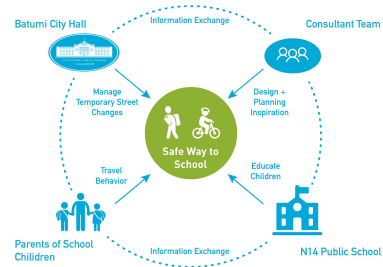 Batumi City Hall
Information Exchange
Consultant Team
Manage
Temporary Street
Changes
Design +
Planning
Inspiration
Safe Way to
School
Travel
Behavior
Educate
Children
Parents of School
Children
Information Exchange
N14 Public School